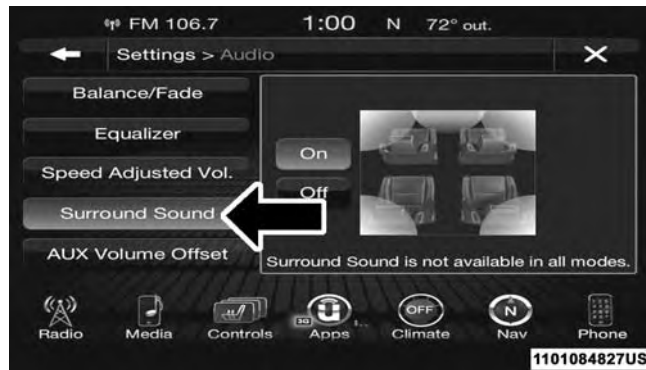 FM 106.7 1:00 N 72° out.
Settings > Audio
Balance/Fade
Equalizer
Speed Adjusted Vol.
Surround Sound
AUX Volume Offset
On
Off
Surround Sound is not available in all modes.
3G
OFF
N
Radio Media Controls Apps Climate Nav Phone
1101084827US